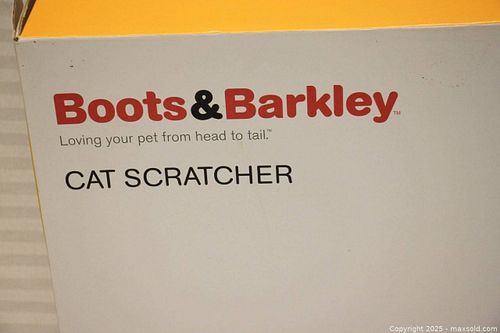 Boots&Barkley™
Loving your pet from head to tail.™
CAT SCRATCHER
Copyright 2025 - maxsold.com